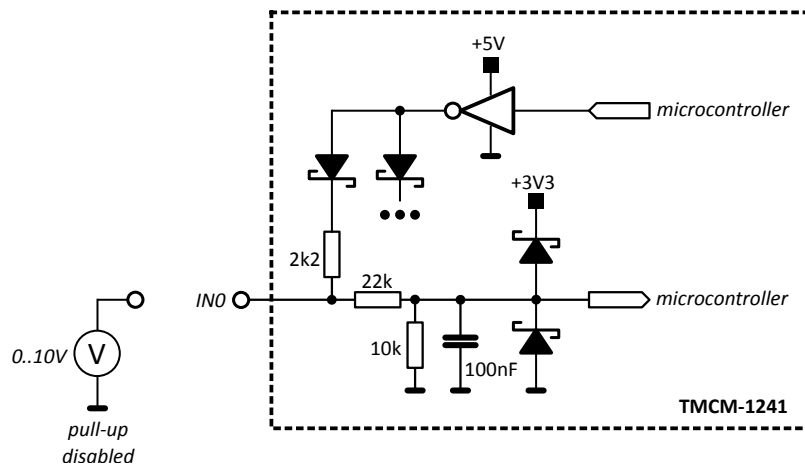 +5V
microcontroller
+3V3
2k2
22k
IN0
microcontroller
0..10V
V
10k
100nF
TMCM-1241
pull-up
disabled